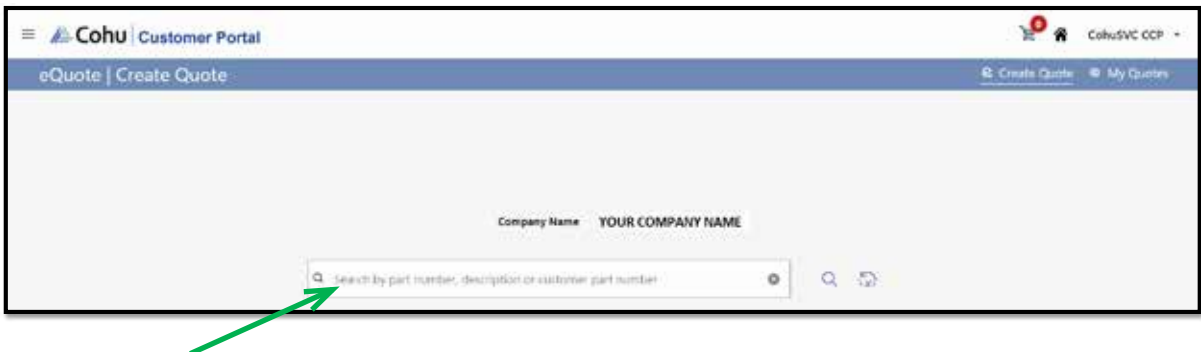 Cohu Customer Portal
0
CohuSVC CCP
eQuote | Create Quote
Create Quote
My Quotes
Company Name YOUR COMPANY NAME
Search by part number, description or customer part number